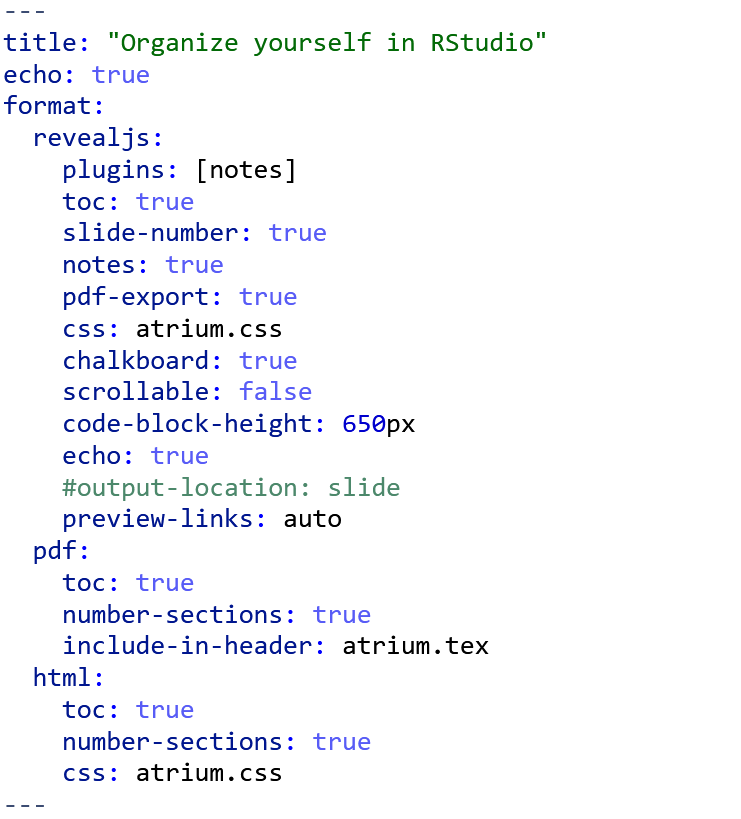 ---
title: "Organize yourself in RStudio"
echo: true
format:
  revealjs:
    plugins: [notes]
    toc: true
    slide-number: true
    notes: true
    pdf-export: true
    css: atrium.css
    chalkboard: true
    scrollable: false
    code-block-height: 650px
    echo: true
    #output-location: slide
    preview-links: auto
  pdf:
    toc: true
    number-sections: true
    include-in-header: atrium.tex
  html:
    toc: true
    number-sections: true
    css: atrium.css
---